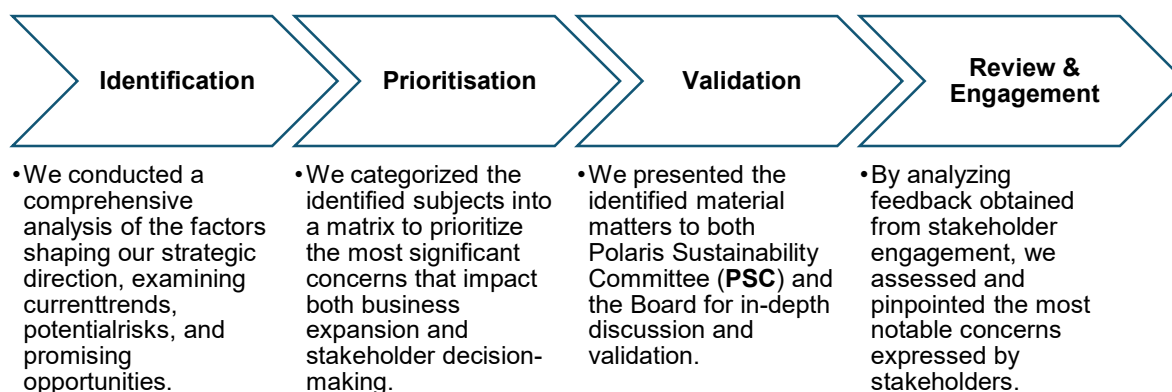 Identification
Prioritisation
Validation
Review &
Engagement
•We conducted a
comprehensive
analysis of the factors
shaping our strategic
direction, examining
currenttrends,
potentialrisks, and
promising
opportunities.
•We categorized the
identified subjects into
a matrix to prioritize
the most significant
concerns that impact
both business
expansion and
stakeholder decision-
making.
•We presented the
identified material
matters to both
Polaris Sustainability
Committee (PSC) and
the Board for in-depth
discussion and
validation.
•By analyzing
feedback obtained
from stakeholder
engagement, we
assessed and
pinpointed the most
notable concerns
expressed by
stakeholders.